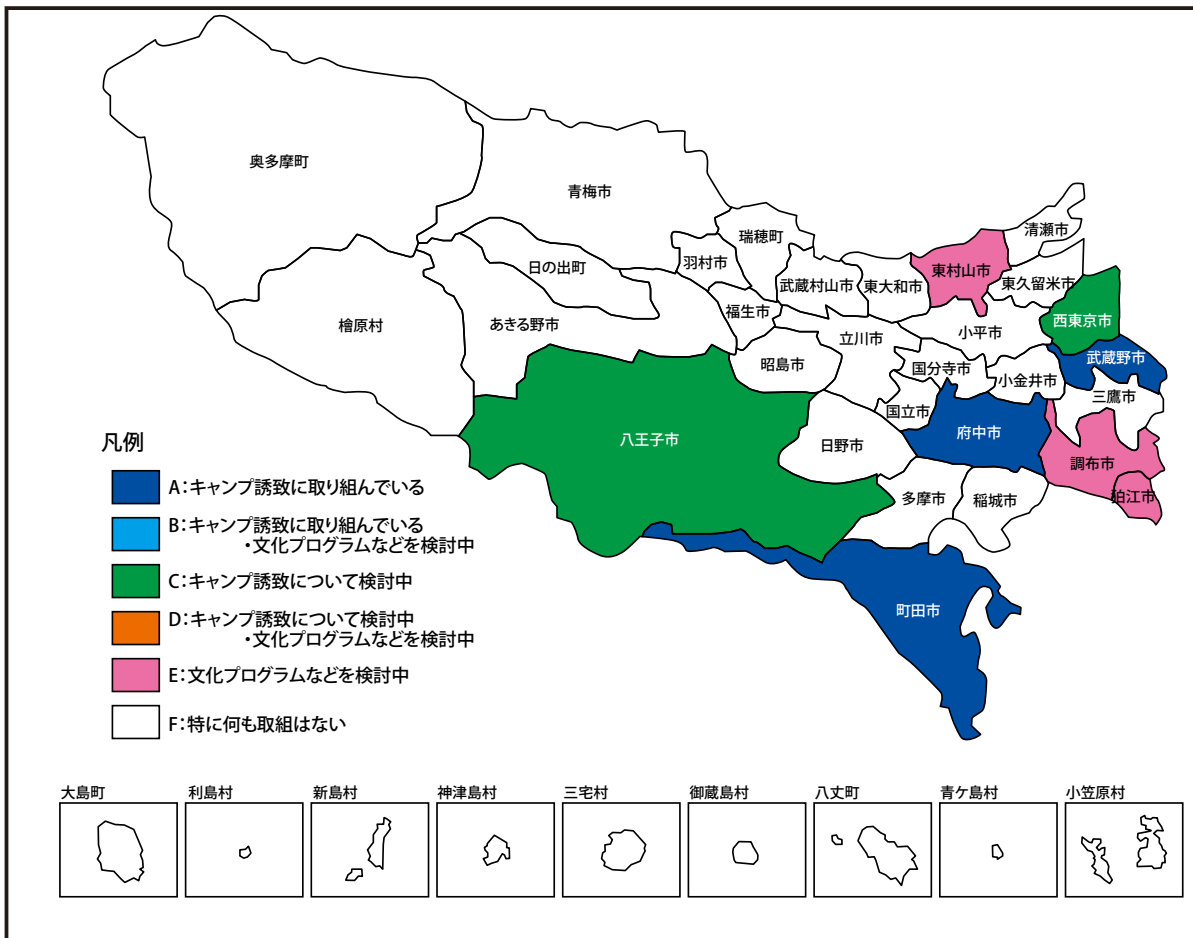 奥多摩町
青梅市
瑞穂町
清瀬市
日の出町
羽村市
武蔵村山市
東大和市
東村山市
東久留米市
檜原村
あきる野市
福生市
立川市
小平市
西東京市
昭島市
国分寺市
小金井市
武蔵野市
三鷹市
国立市
八王子市
日野市
府中市
調布市
狛江市
多摩市
稲城市
町田市
凡例
A:キャンプ誘致に取り組んでいる
B:キャンプ誘致に取り組んでいる
・文化プログラムなどを検討中
C:キャンプ誘致について検討中
D:キャンプ誘致について検討中
・文化プログラムなどを検討中
E:文化プログラムなどを検討中
F:特に何も取組はない
大島町
利島村
新島村
神津島村
三宅村
御蔵島村
八丈町
青ケ島村
小笠原村